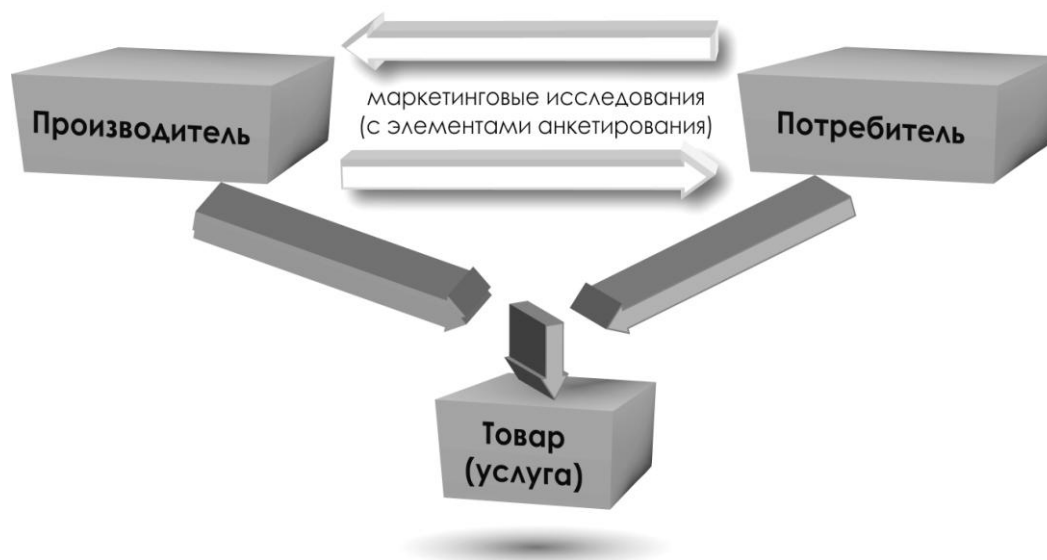 маркетинговые исследования
(с элементами анкетирования)
Производитель
Потребитель
Товар
(услуга)